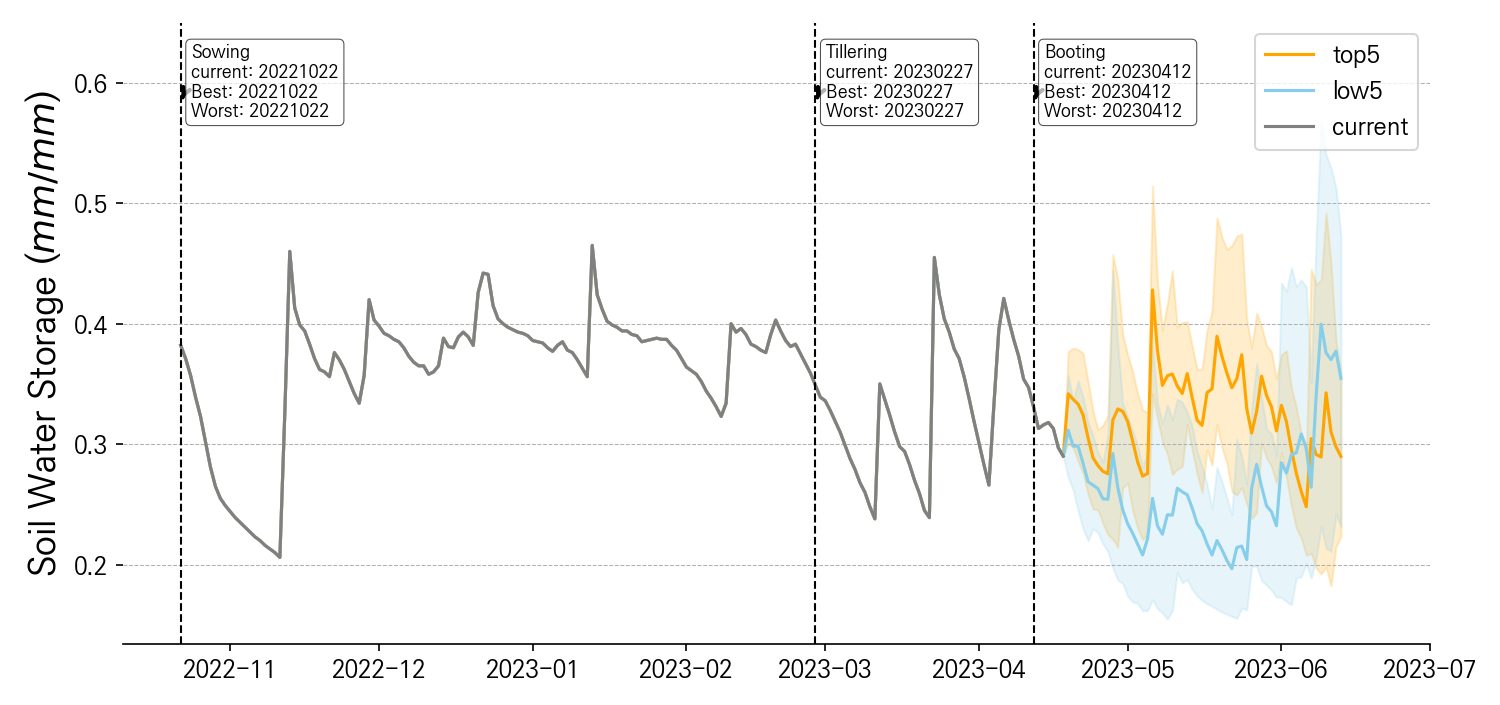 Sowing
current: 20221022
Best: 20221022
Worst: 20221022
Tillering
current: 20230227
Best: 20230227
Worst: 20230227
Booting
current: 20230412
Best: 20230412
Worst: 20230412
top5
low5
current
Soil Water Storage (mm/mm)
0.6
0.5
0.4
0.3
0.2
2022−11
2022−12
2023−01
2023−02
2023−03
2023−04
2023−05
2023−06
2023−07